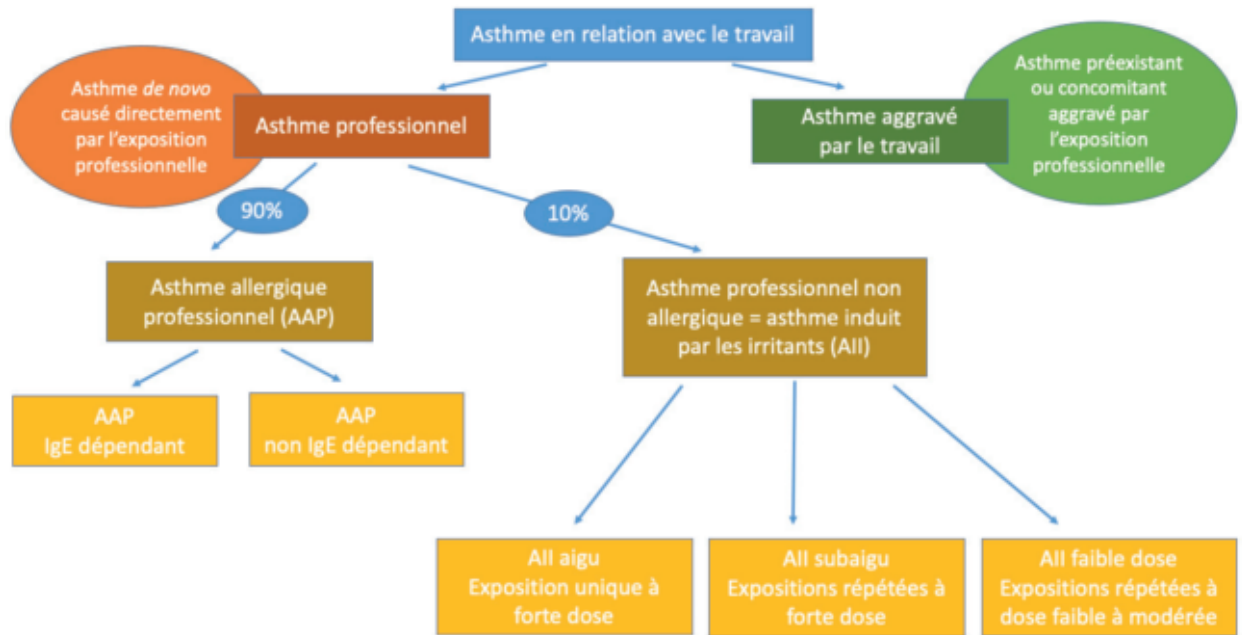 Asthme en relation avec le travail
Asthme de novo
causé directement
par l'exposition
professionnelle
Asthme professionnel
Asthme aggravé
par le travail
Asthme préexistant
ou concomitant
aggravé par
l'exposition
professionnelle
90%
10%
Asthme allergique
professionnel (AAP)
Asthme professionnel non
allergique = asthme induit
par les irritants (AII)
AAP
IgE dépendant
AAP
non IgE dépendant
AII aigu
Exposition unique à
forte dose
AII subaigu
Expositions répétées à
forte dose
AII faible dose
Expositions répétées à
dose faible à modérée